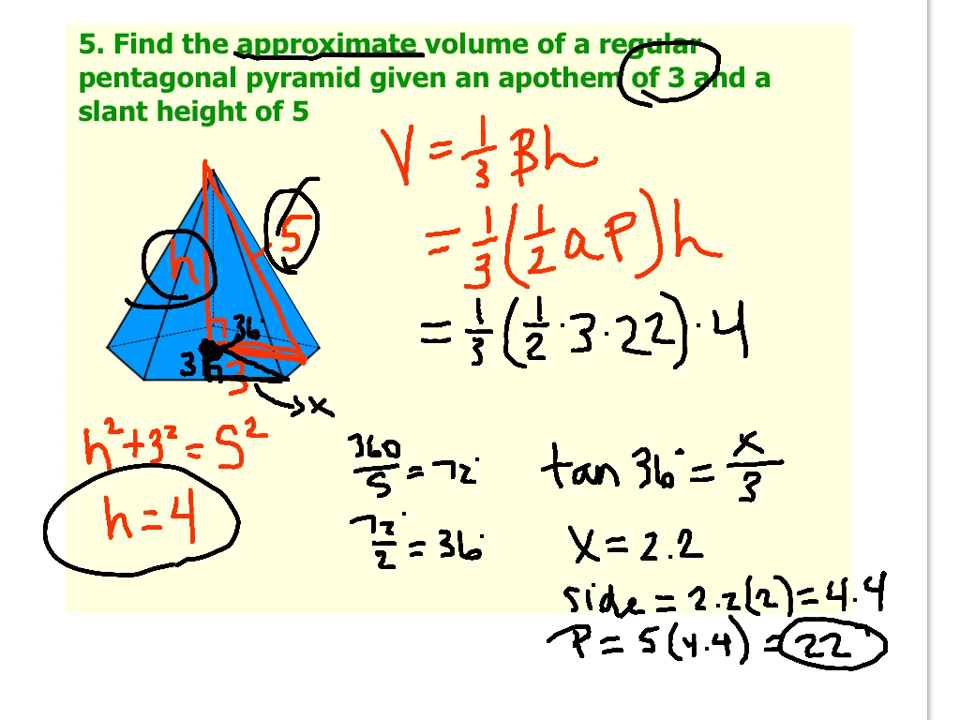 5. Find the approximate volume of a regular
pentagonal pyramid given an apothem of 3 and a
slant height of 5
V = 1/3 Bh
= 1/3 (1/2 a P) h
= 1/3 (1/2 · 3 · 22) · 4
5
h
36°
3
3
x
h² + 3² = 5²
h = 4
360/5 = 72°
72°/2 = 36°
tan 36° = x/3
x = 2.2
side = 2.2(2) = 4.4
P = 5(4.4) = 22